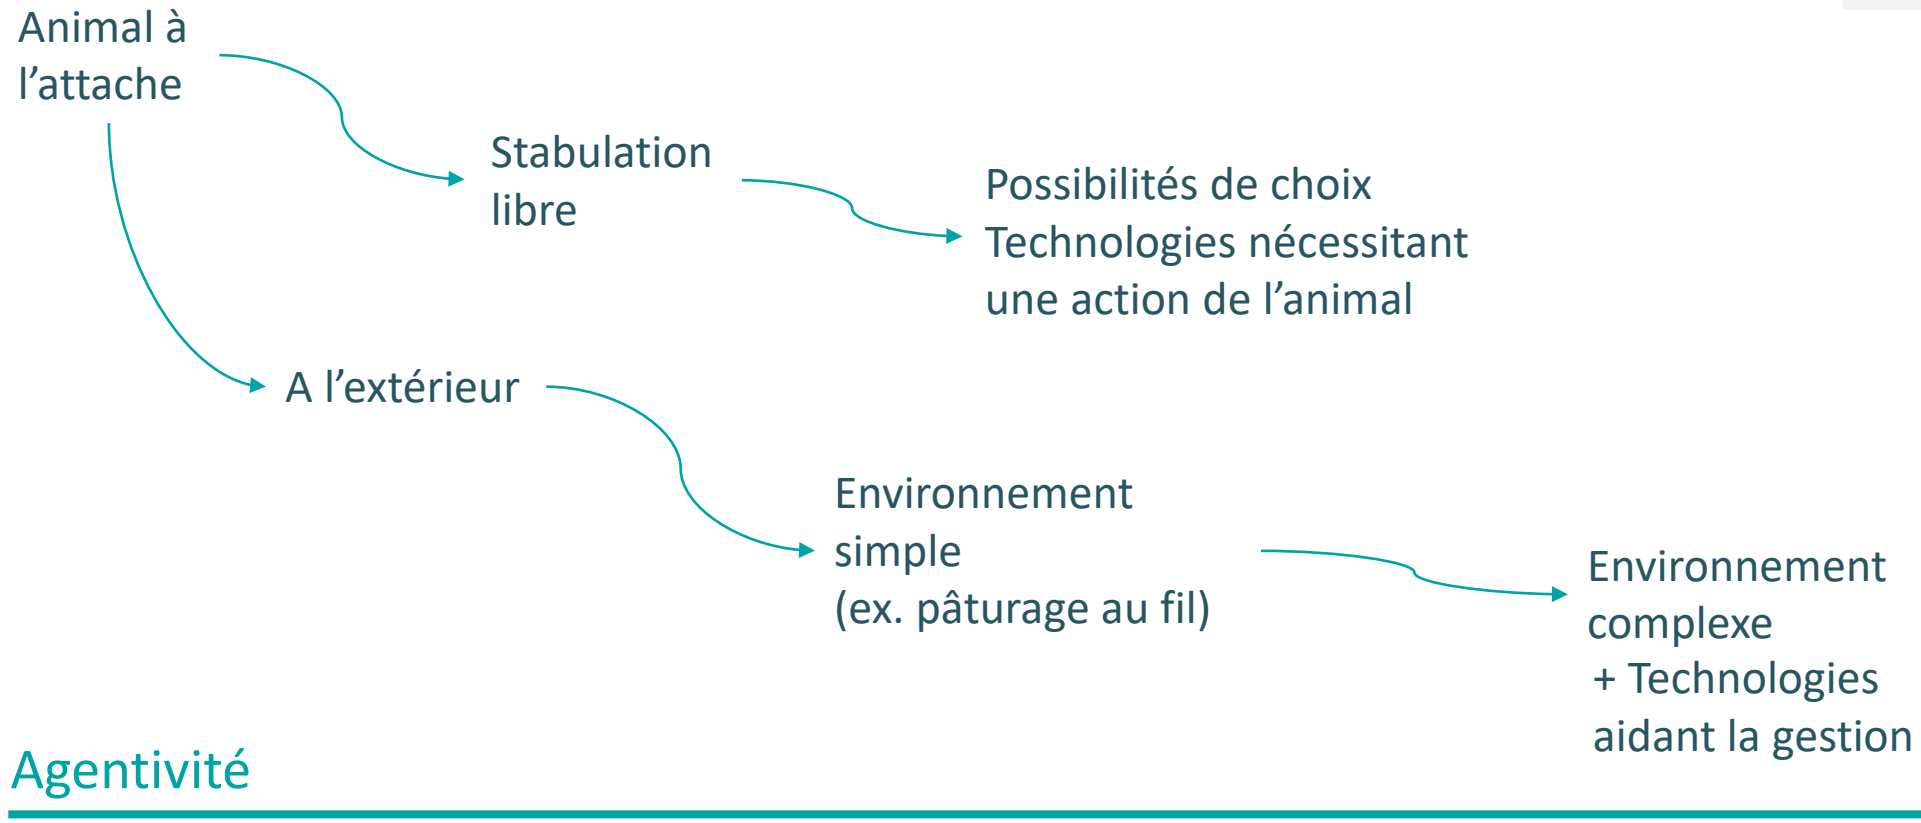 Animal à
l’attache
Stabulation
libre
Possibilités de choix
Technologies nécessitant
une action de l’animal
A l’extérieur
Environnement
simple
(ex. pâturage au fil)
Environnement
complexe
+ Technologies
aidant la gestion
Agentivité